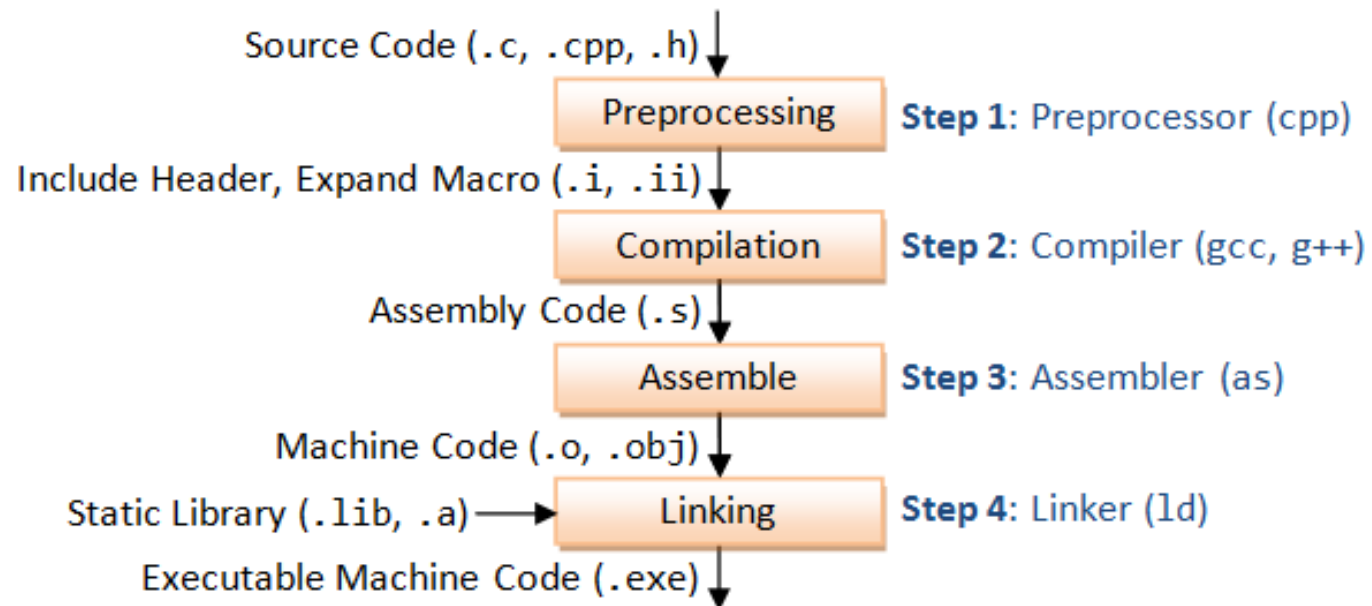 Source Code (.c, .cpp, .h)
Preprocessing
Step 1: Preprocessor (cpp)
Include Header, Expand Macro (.i, .ii)
Compilation
Step 2: Compiler (gcc, g++)
Assembly Code (.s)
Assemble
Step 3: Assembler (as)
Machine Code (.o, .obj)
Static Library (.lib, .a)
Linking
Step 4: Linker (ld)
Executable Machine Code (.exe)